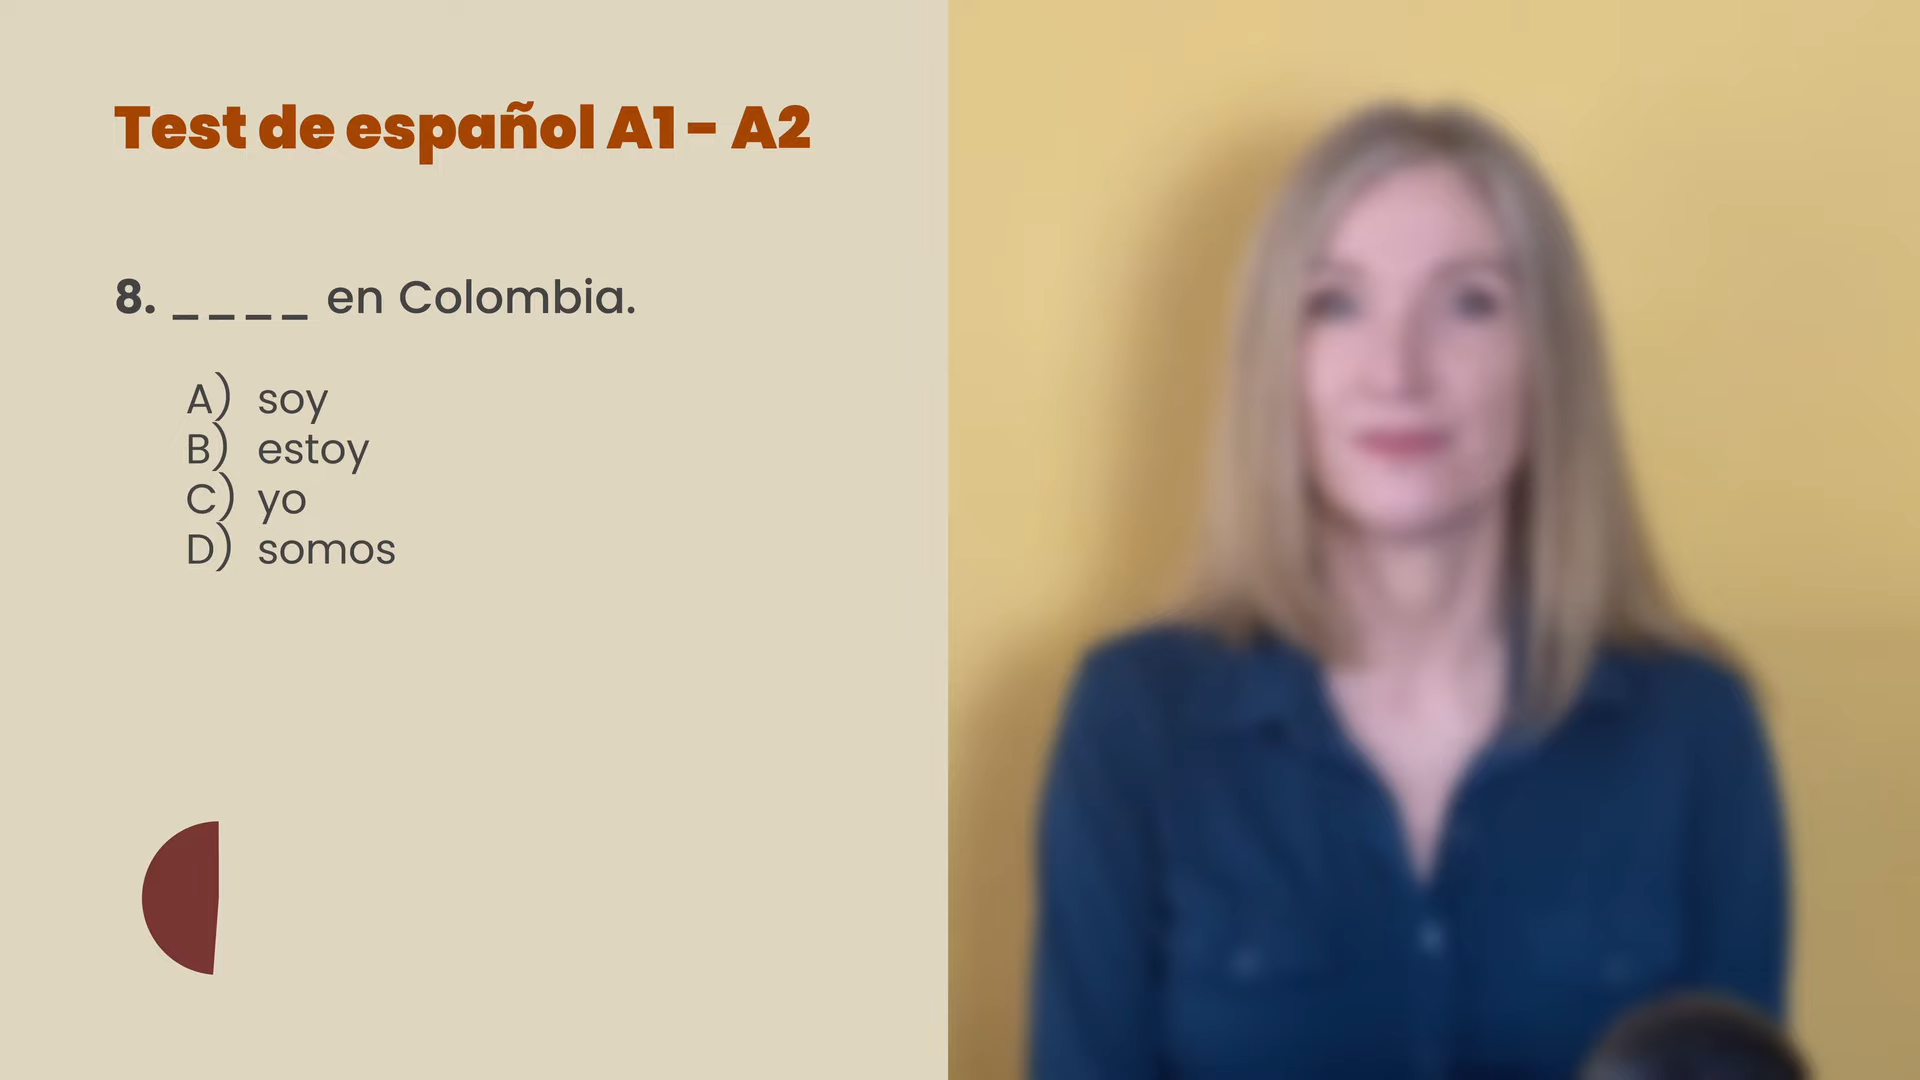 Test de español A1 - A2
8. _ _ _ _ en Colombia.
A) soy
B) estoy
C) yo
D) somos